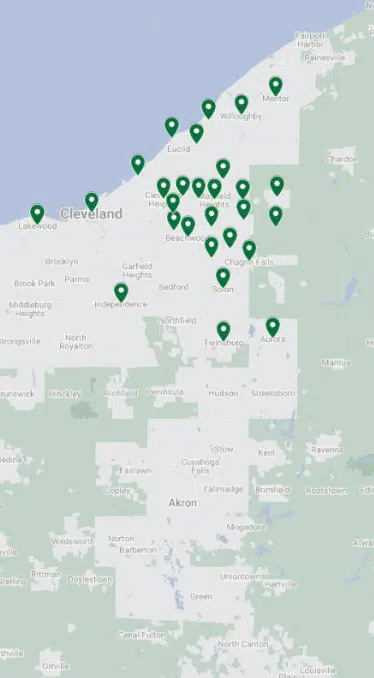 Fairport
Harbor
Painesville
Mentor
Willoughby
Euclid
Chardon
Heights
Cleveland
Lakewood
Beachwood
Chagrin Falls
Brooklyn
Garfield
Heights
Brook Park
Parma
Bedford
Solon
Middleburg
Heights
Independence
Northfield
North
Royalton
Twinsburg
Aurora
Mantua
Hinckley
Richfield
Peninsula
Hudson
Streetsboro
Stow
Cuyahoga
Falls
Kent
Ravenna
Fairlawn
Copley
Tallmadge
Brimfield
Rootstown
Akron
Mogadore
Norton
Barberton
Wadsworth
Rittman
Doylestown
Uniontown
Hartville
Green
Canal Fulton
North Canton
Orrville
Louisville